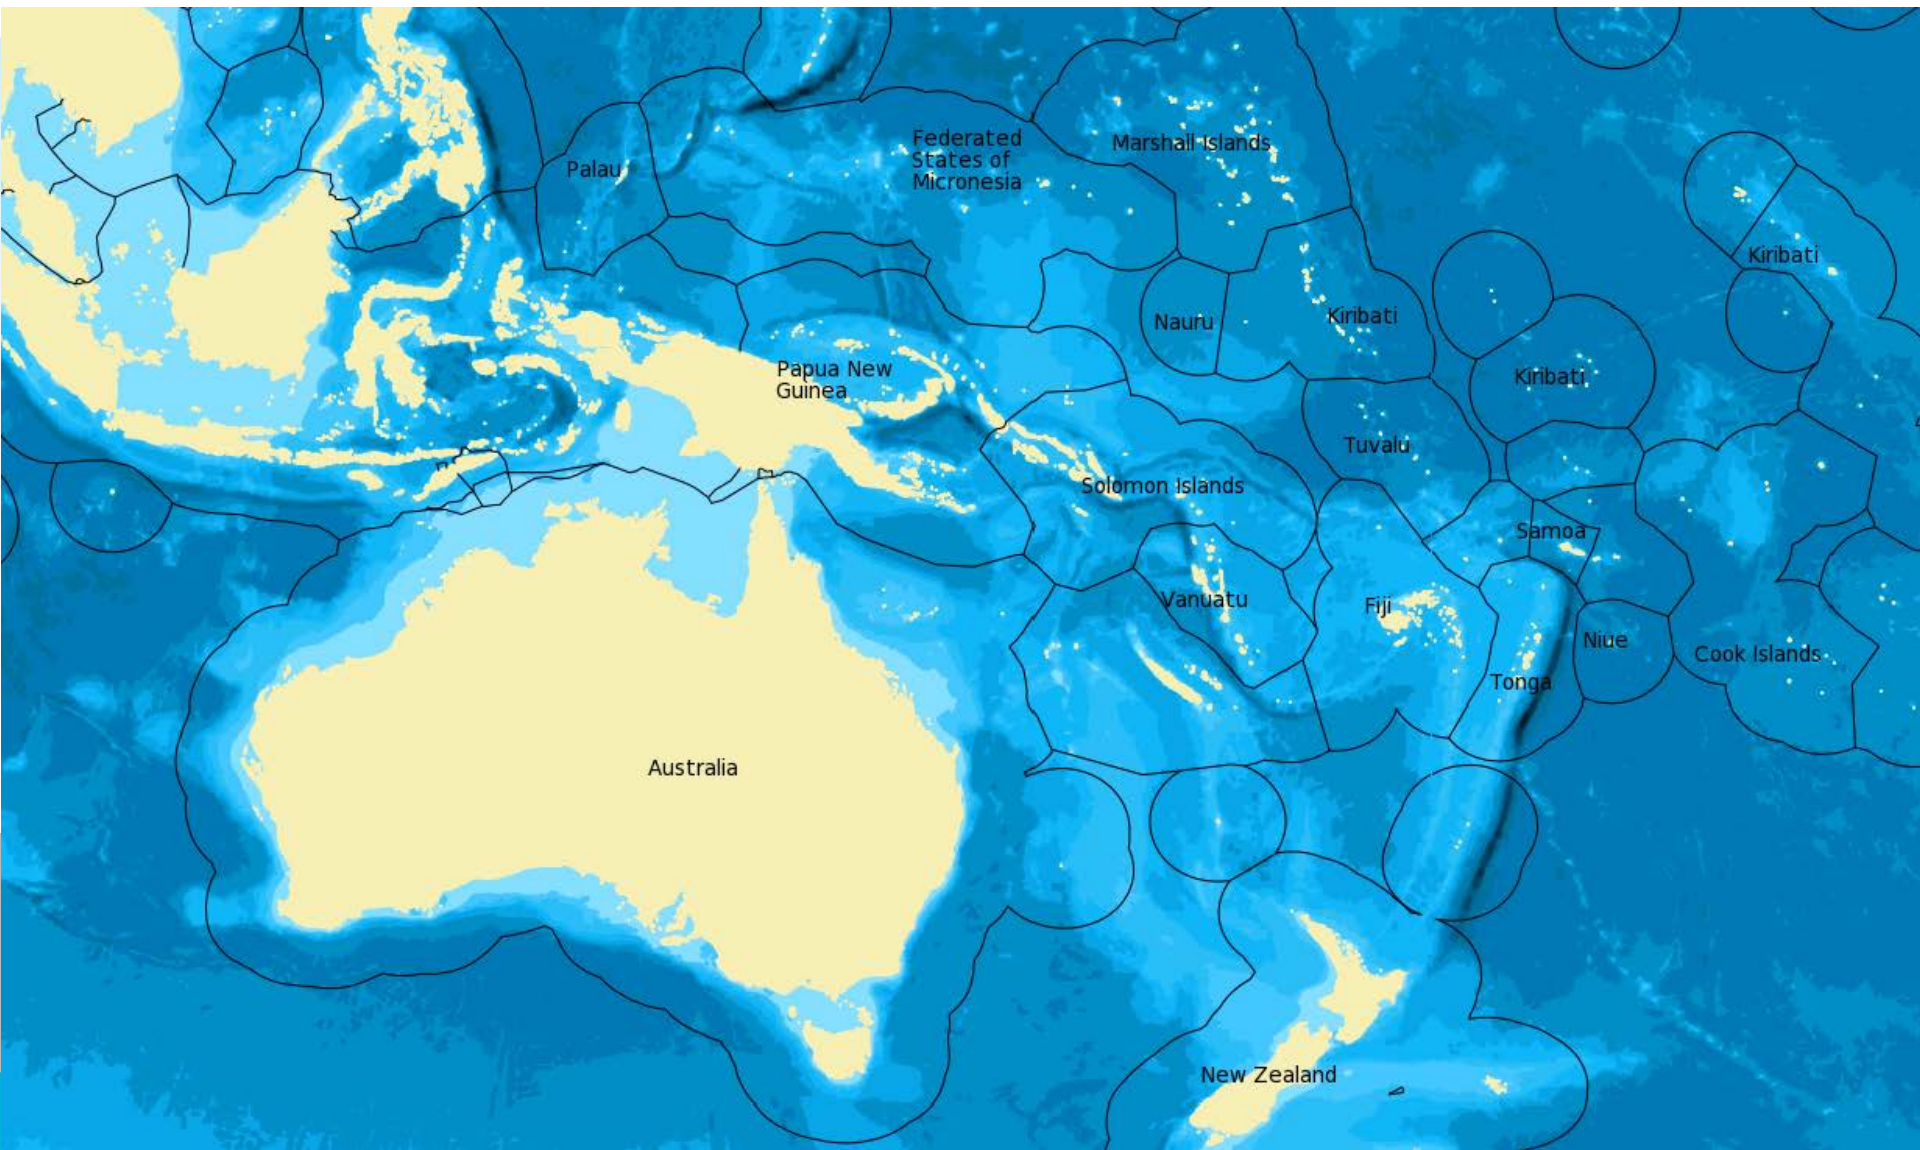 Federated
States of
Micronesia
Marshall Islands
Palau
Kiribati
Nauru
Kiribati
Papua New
Guinea
Kiribati
Tuvalu
Solomon Islands
Samoa
Vanuatu
Fiji
Niue
Cook Islands
Tonga
Australia
New Zealand